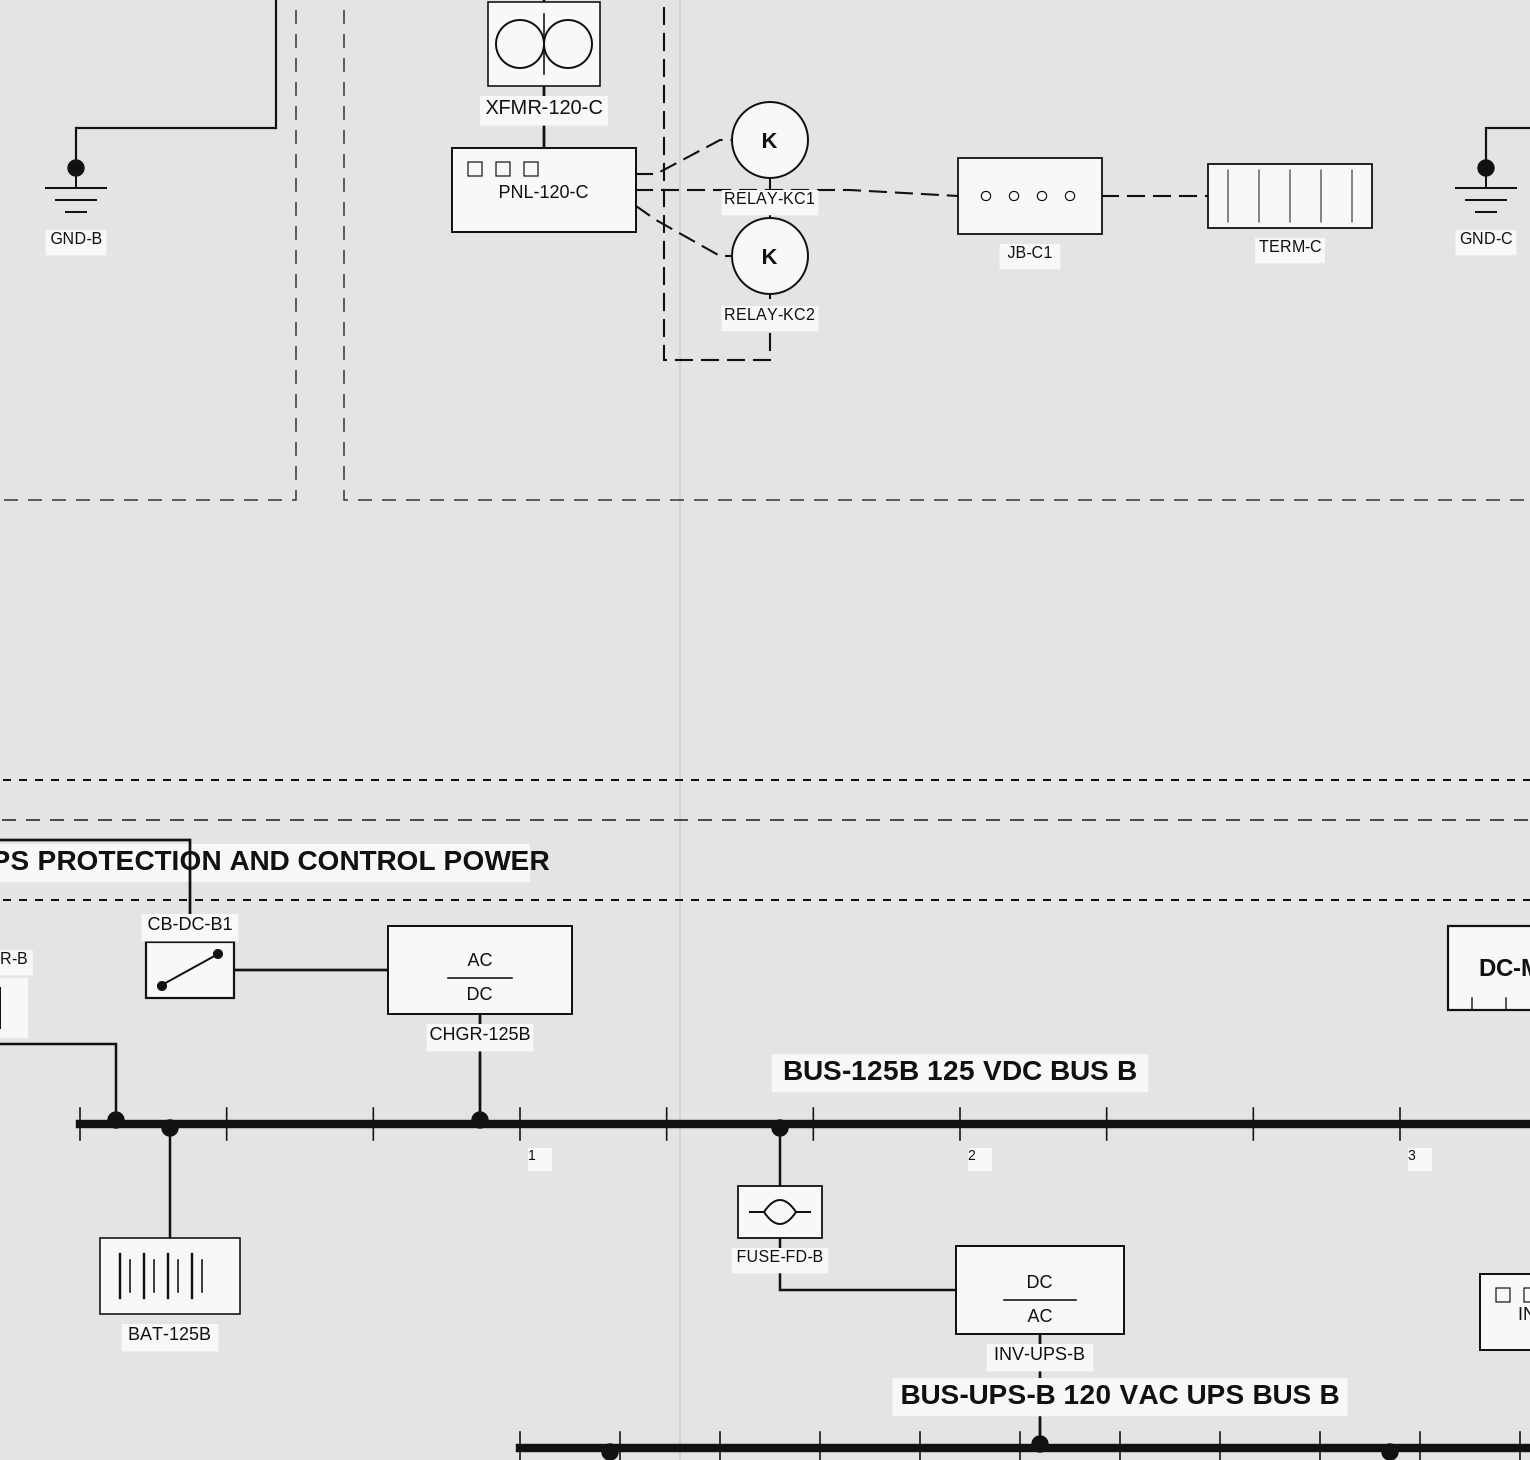 XFMR-120-C
K
PNL-120-C
RELAY-KC1
GND-B
JB-C1
TERM-C
GND-C
K
RELAY-KC2
PS PROTECTION AND CONTROL POWER
CB-DC-B1
R-B
AC
DC
DC-M
CHGR-125B
BUS-125B 125 VDC BUS B
1
2
3
FUSE-FD-B
DC
AC
IN
BAT-125B
INV-UPS-B
BUS-UPS-B 120 VAC UPS BUS B